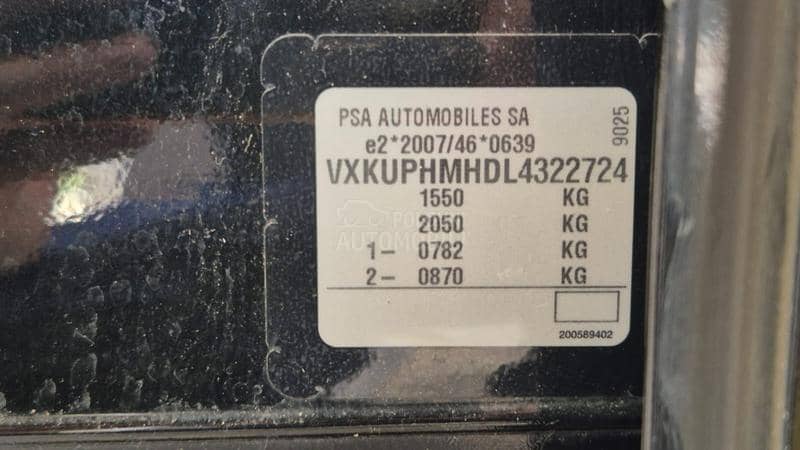 PSA AUTOMOBILES SA
e2*2007/46*0639
9025
VXKUPHMHDL4322724
1550 KG
2050 KG
1- 0782 KG
2- 0870 KG
200589402